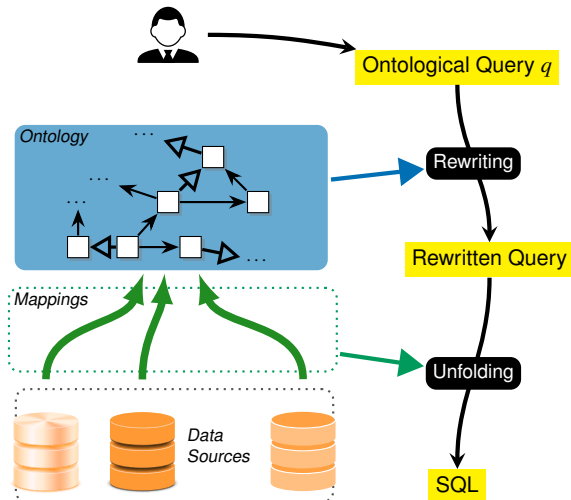 Ontological Query q
Ontology
. . .
Rewriting
. . .
. . .
. . .
Rewritten Query
Mappings
Unfolding
Data
Sources
SQL